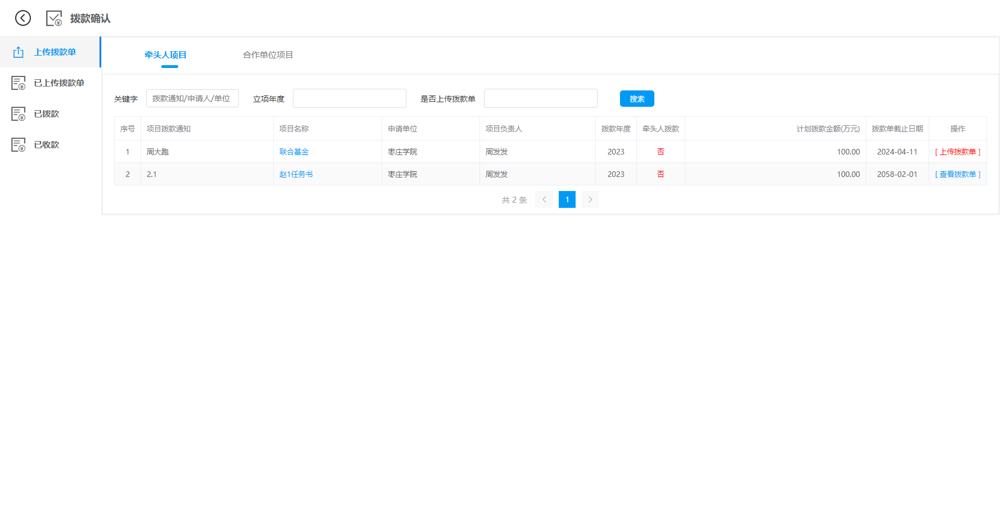 拨款确认
上传拨款单
已上传拨款单
已拨款
已收款
牵头人项目 合作单位项目
关键字 拨款通知/申请人/单位 立项年度 是否上传拨款单 搜索
序号 项目拨款通知 项目名称 申请单位 项目负责人 拨款年度 牵头人拨款 计划拨款金额(万元) 拨款单截止日期 操作
1 周大跑 联合基金 枣庄学院 周发发 2023 否 100.00 2024-04-11 [ 上传拨款单 ]
2 2.1 赵1任务书 枣庄学院 周发发 2023 否 100.00 2058-02-01 [ 查看拨款单 ]
共 2 条 1